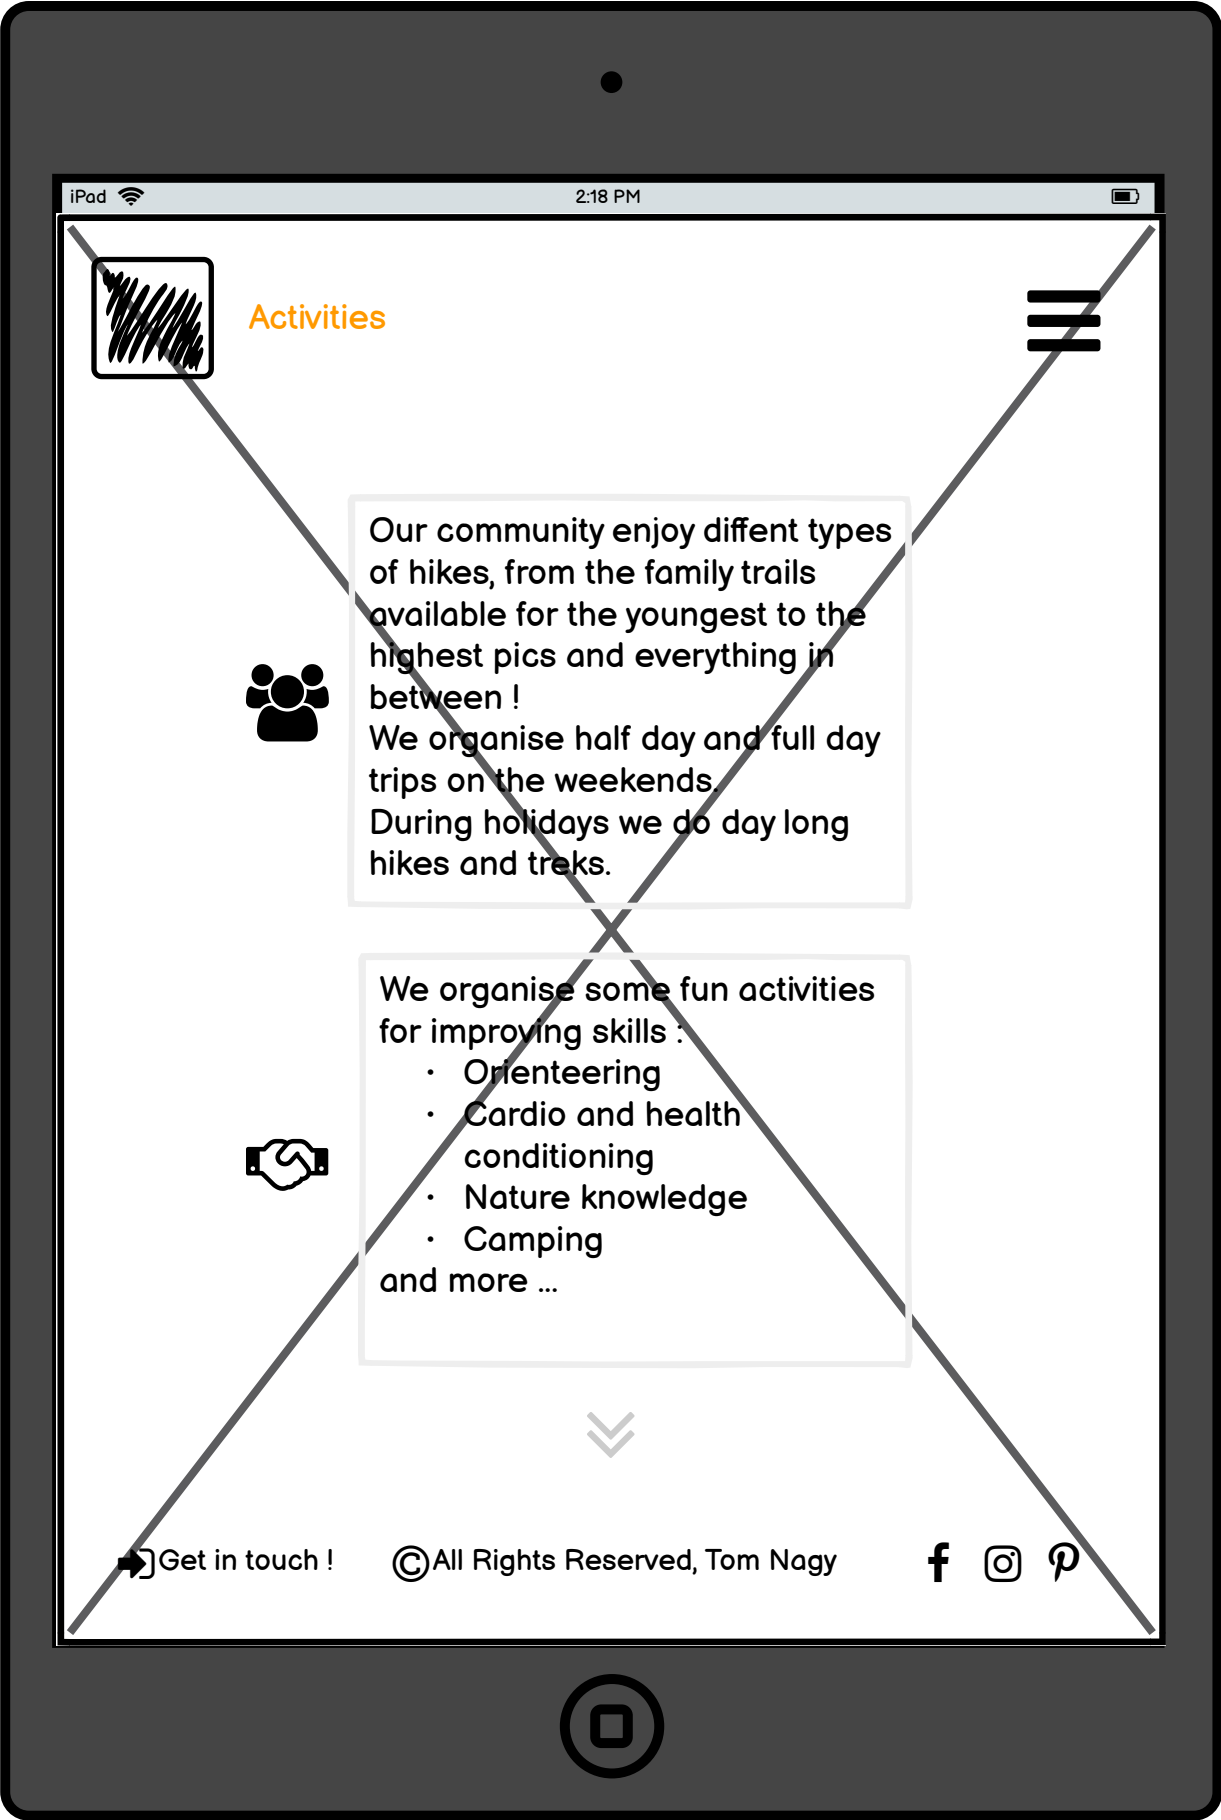 iPad
2:18 PM
Activities
Our community enjoy diffent types
of hikes, from the family trails
available for the youngest to the
highest pics and everything in
between !
We organise half day and full day
trips on the weekends.
During holidays we do day long
hikes and treks.
We organise some fun activities
for improving skills :
· Orienteering
· Cardio and health
conditioning
· Nature knowledge
· Camping
and more ...
Get in touch !
©All Rights Reserved, Tom Nagy